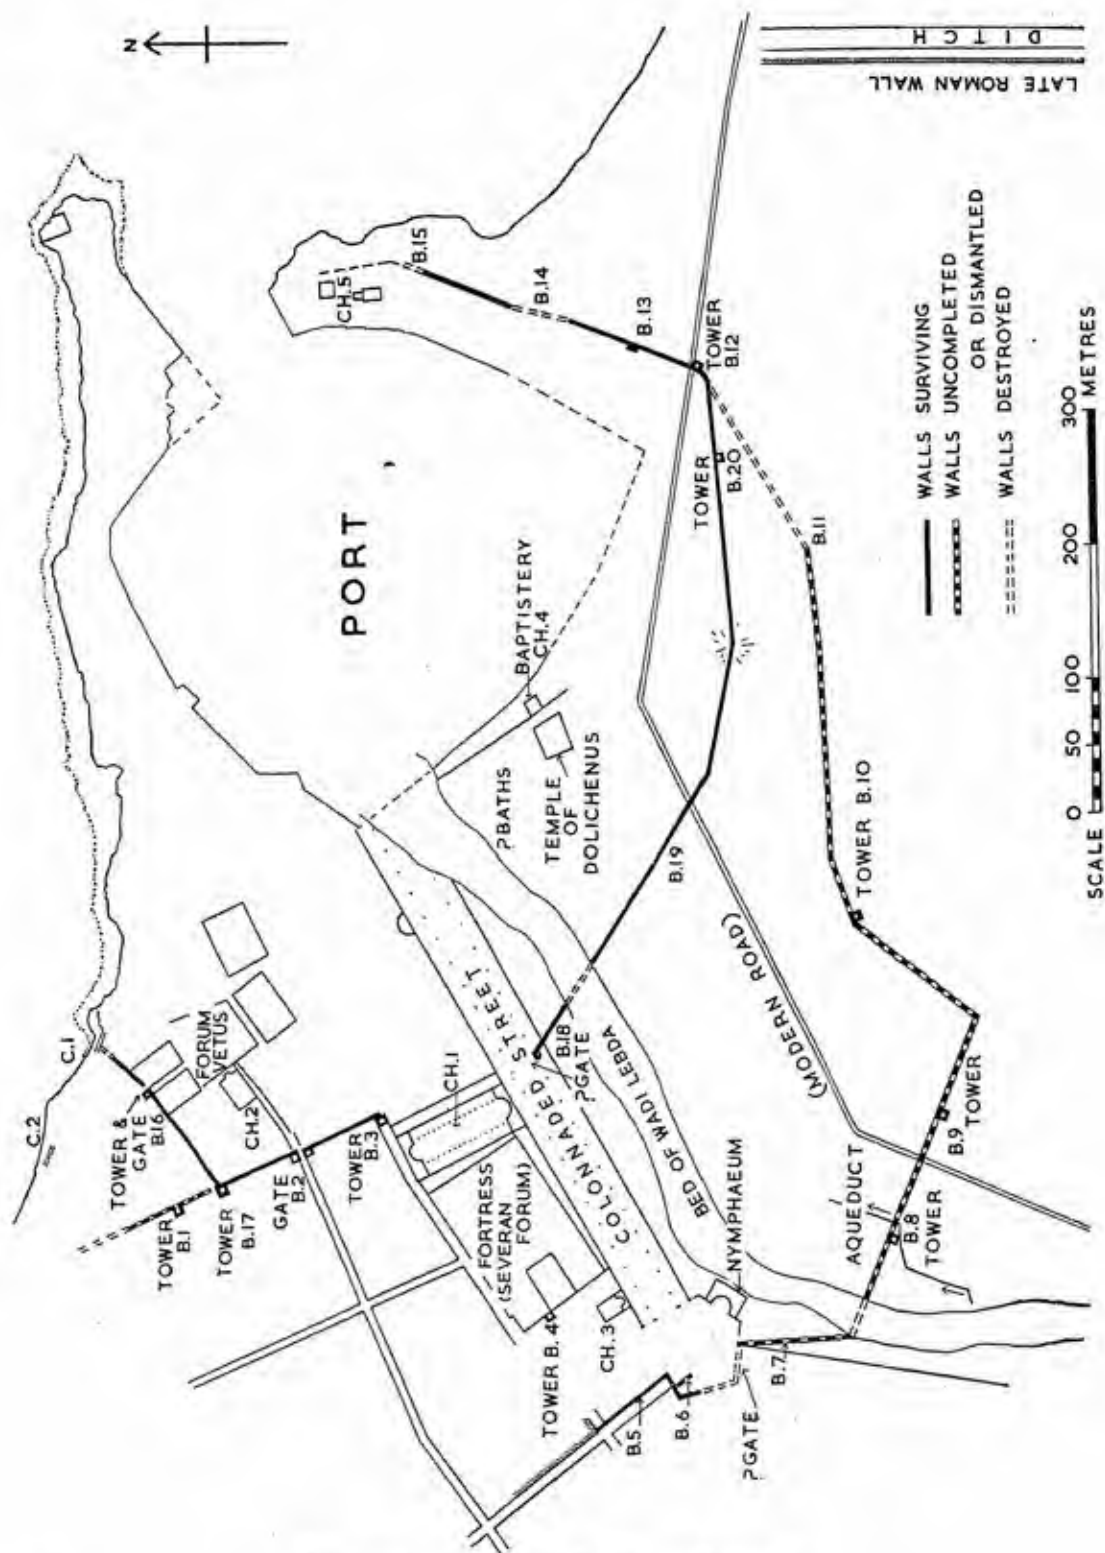 N
C.2
C.1
TOWER &
GATE
B.16
FORUM
VETUS
CH.2
TOWER
B.1
TOWER
B.17
GATE
B.2
TOWER
B.3
CH.1
FORTRESS
(SEVERAN
FORUM)
COLONNADED STREET
TOWER B.4
CH.3
B.5
B.6
?GATE
B.7
NYMPHAEUM
B.18
?GATE
BED OF WADI LEBDA
PORT
?BATHS
TEMPLE
OF
DOLICHENUS
BAPTISTERY
CH.4
CH.5
B.15
B.14
B.13
TOWER
B.12
TOWER
B.20
B.19
(MODERN ROAD)
B.11
TOWER B.10
TOWER
B.9
AQUEDUCT
B.8
TOWER
LATE ROMAN WALL
DITCH
WALLS SURVIVING
WALLS UNCOMPLETED
OR DISMANTLED
WALLS DESTROYED
SCALE 0 50 100 200 300 METRES